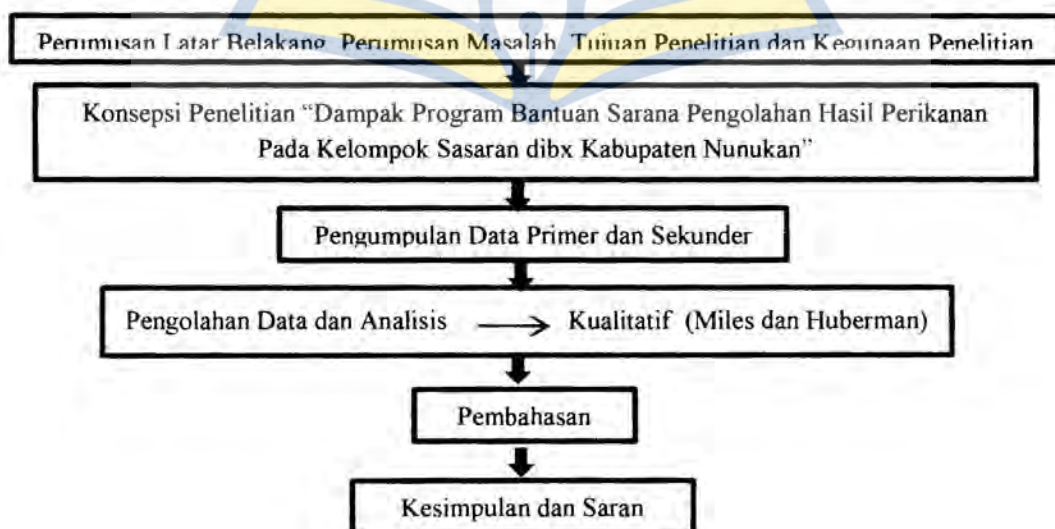 Perumusan Latar Belakang, Perumusan Masalah, Tujuan Penelitian dan Kegunaan Penelitian
Konsepsi Penelitian “Dampak Program Bantuan Sarana Pengolahan Hasil Perikanan
Pada Kelompok Sasaran dibx Kabupaten Nunukan”
Pengumpulan Data Primer dan Sekunder
Pengolahan Data dan Analisis → Kualitatif (Miles dan Huberman)
Pembahasan
Kesimpulan dan Saran